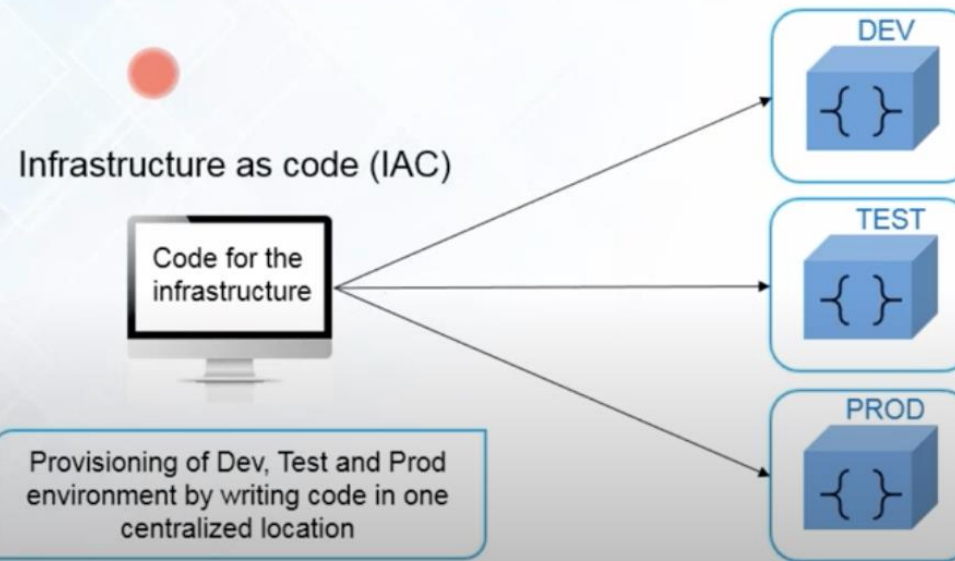 DEV
{ }
Infrastructure as code (IAC)
TEST
Code for the
infrastructure
{ }
PROD
{ }
Provisioning of Dev, Test and Prod
environment by writing code in one
centralized location